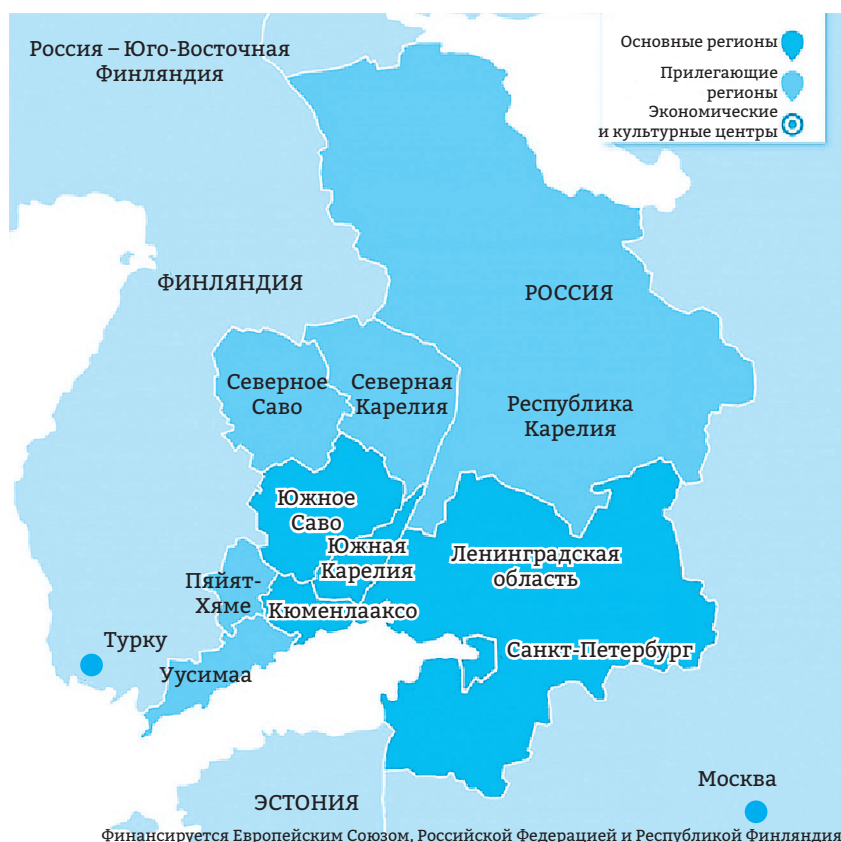 Россия – Юго-Восточная
Финляндия
Основные регионы
Прилегающие
регионы
Экономические
и культурные центры
ФИНЛЯНДИЯ
РОССИЯ
Северное
Саво
Северная
Карелия
Республика
Карелия
Южное
Саво
Южная
Карелия
Ленинградская
область
Пяйят-
Хяме
Кюменлааксо
Турку
Уусимаа
Санкт-Петербург
Москва
ЭСТОНИЯ
Финансируется Европейским Союзом, Российской Федерацией и Республикой Финляндия